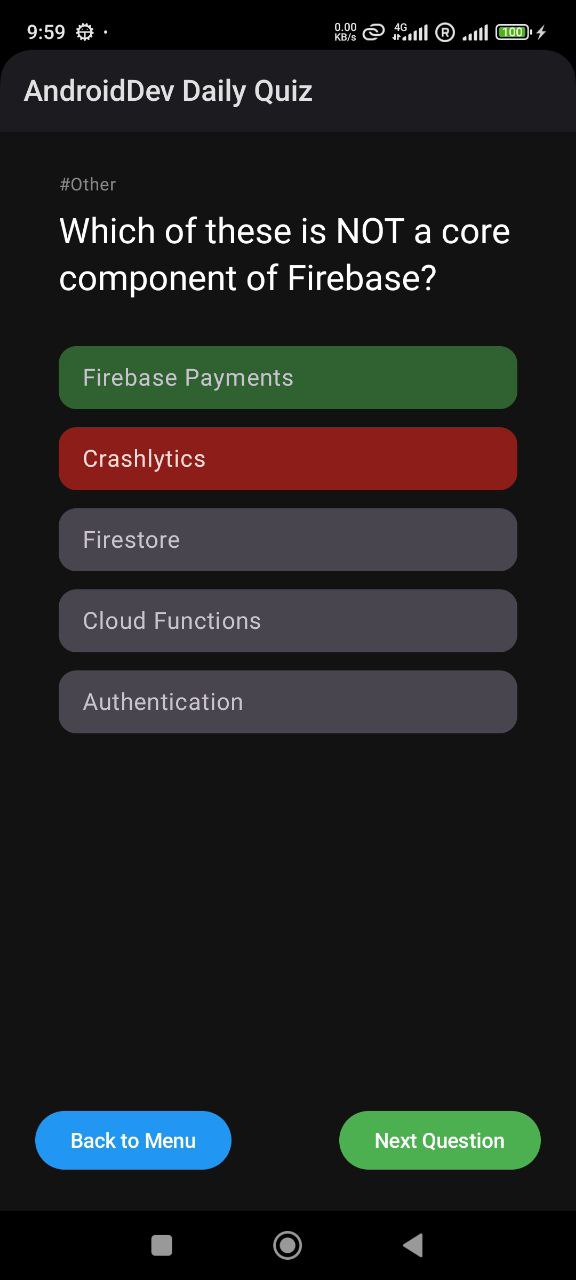 9:59
0.00
KB/s
4G
R
100
AndroidDev Daily Quiz
#Other
Which of these is NOT a core
component of Firebase?
Firebase Payments
Crashlytics
Firestore
Cloud Functions
Authentication
Back to Menu
Next Question